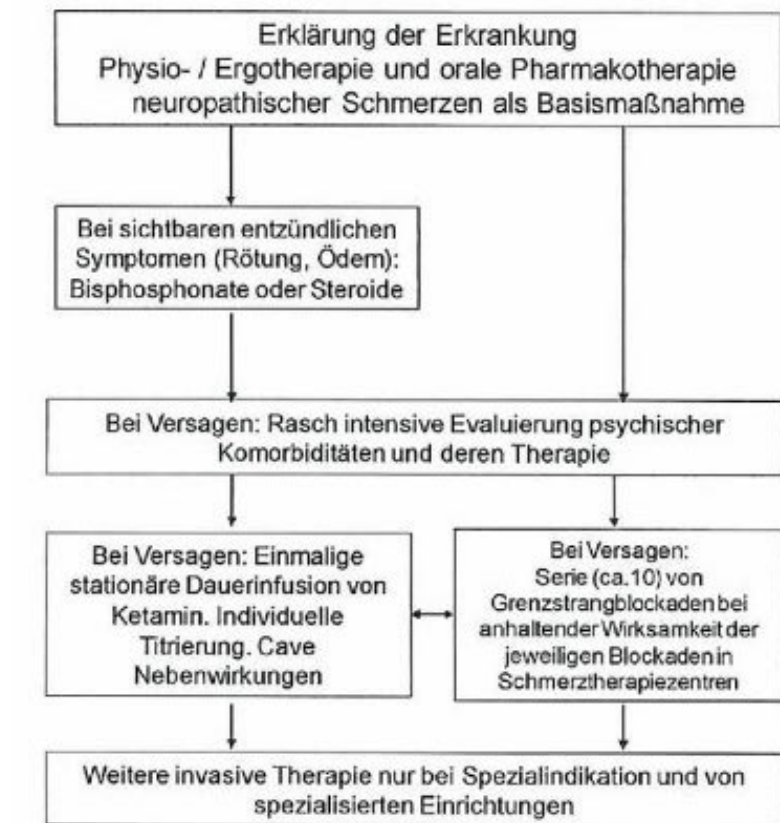 Erklärung der Erkrankung
Physio- / Ergotherapie und orale Pharmakotherapie
neuropathischer Schmerzen als Basismaßnahme
Bei sichtbaren entzündlichen
Symptomen (Rötung, Ödem):
Bisphosphonate oder Steroide
Bei Versagen: Rasch intensive Evaluierung psychischer
Komorbiditäten und deren Therapie
Bei Versagen: Einmalige
stationäre Dauerinfusion von
Ketamin. Individuelle
Titrierung. Cave
Nebenwirkungen
Bei Versagen:
Serie (ca.10) von
Grenzstrangblockaden bei
anhaltender Wirksamkeit der
jeweiligen Blockaden in
Schmerztherapiezentren
Weitere invasive Therapie nur bei Spezialindikation und von
spezialisierten Einrichtungen